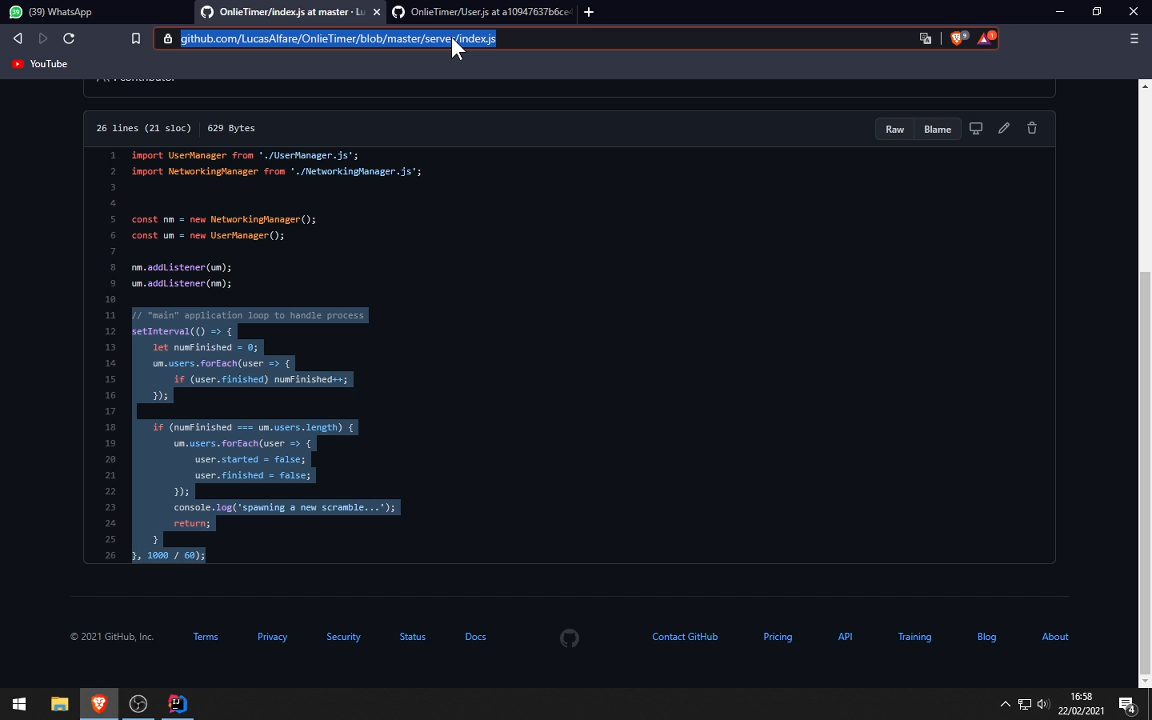 (39) WhatsApp
OnlieTimer/index.js at master · Lu
OnlieTimer/User.js at a10947637b6ce
github.com/LucasAlfare/OnlieTimer/blob/master/server/index.js
YouTube
26 lines (21 sloc) 629 Bytes
Raw Blame
1 import UserManager from './UserManager.js';
2 import NetworkingManager from './NetworkingManager.js';
3
4
5 const nm = new NetworkingManager();
6 const um = new UserManager();
7
8 nm.addListener(um);
9 um.addListener(nm);
10
11 // "main" application loop to handle process
12 setInterval(() => {
13 let numFinished = 0;
14 um.users.forEach(user => {
15 if (user.finished) numFinished++;
16 });
17
18 if (numFinished === um.users.length) {
19 um.users.forEach(user => {
20 user.started = false;
21 user.finished = false;
22 });
23 console.log('spawning a new scramble...');
24 return;
25 }
26 }, 1000 / 60);
© 2021 GitHub, Inc. Terms Privacy Security Status Docs Contact GitHub Pricing API Training Blog About
16:58
22/02/2021
4